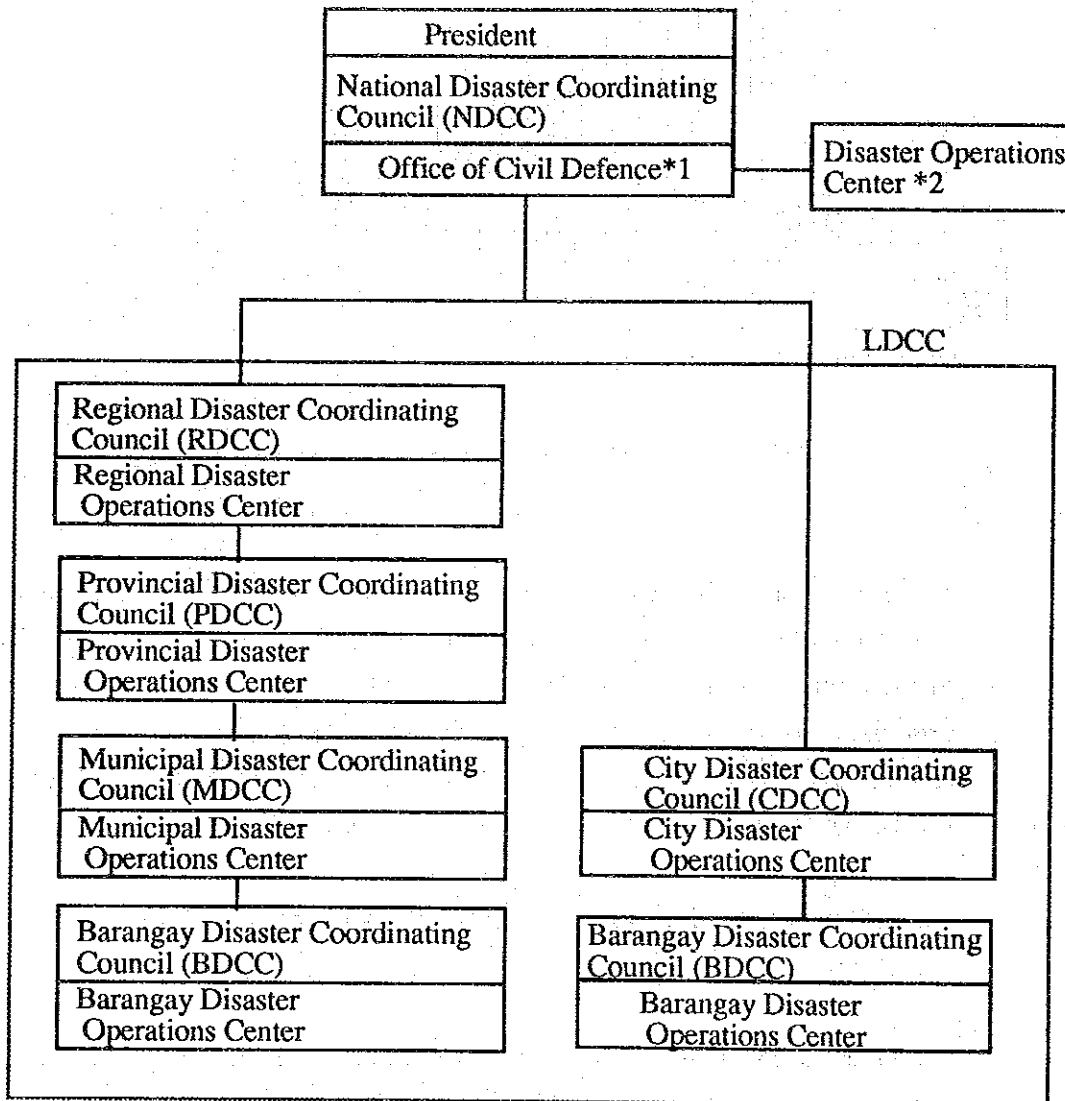 President
National Disaster Coordinating
Council (NDCC)
Office of Civil Defence*1
Disaster Operations
Center *2
LDCC
Regional Disaster Coordinating
Council (RDCC)
Regional Disaster
Operations Center
Provincial Disaster Coordinating
Council (PDCC)
Provincial Disaster
Operations Center
Municipal Disaster Coordinating
Council (MDCC)
Municipal Disaster
Operations Center
Barangay Disaster Coordinating
Council (BDCC)
Barangay Disaster
Operations Center
City Disaster Coordinating
Council (CDCC)
City Disaster
Operations Center
Barangay Disaster Coordinating
Council (BDCC)
Barangay Disaster
Operations Center